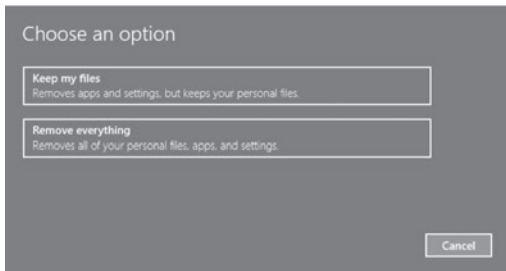 Choose an option
Keep my files
Removes apps and settings, but keeps your personal files.
Remove everything
Removes all of your personal files, apps, and settings.
Cancel